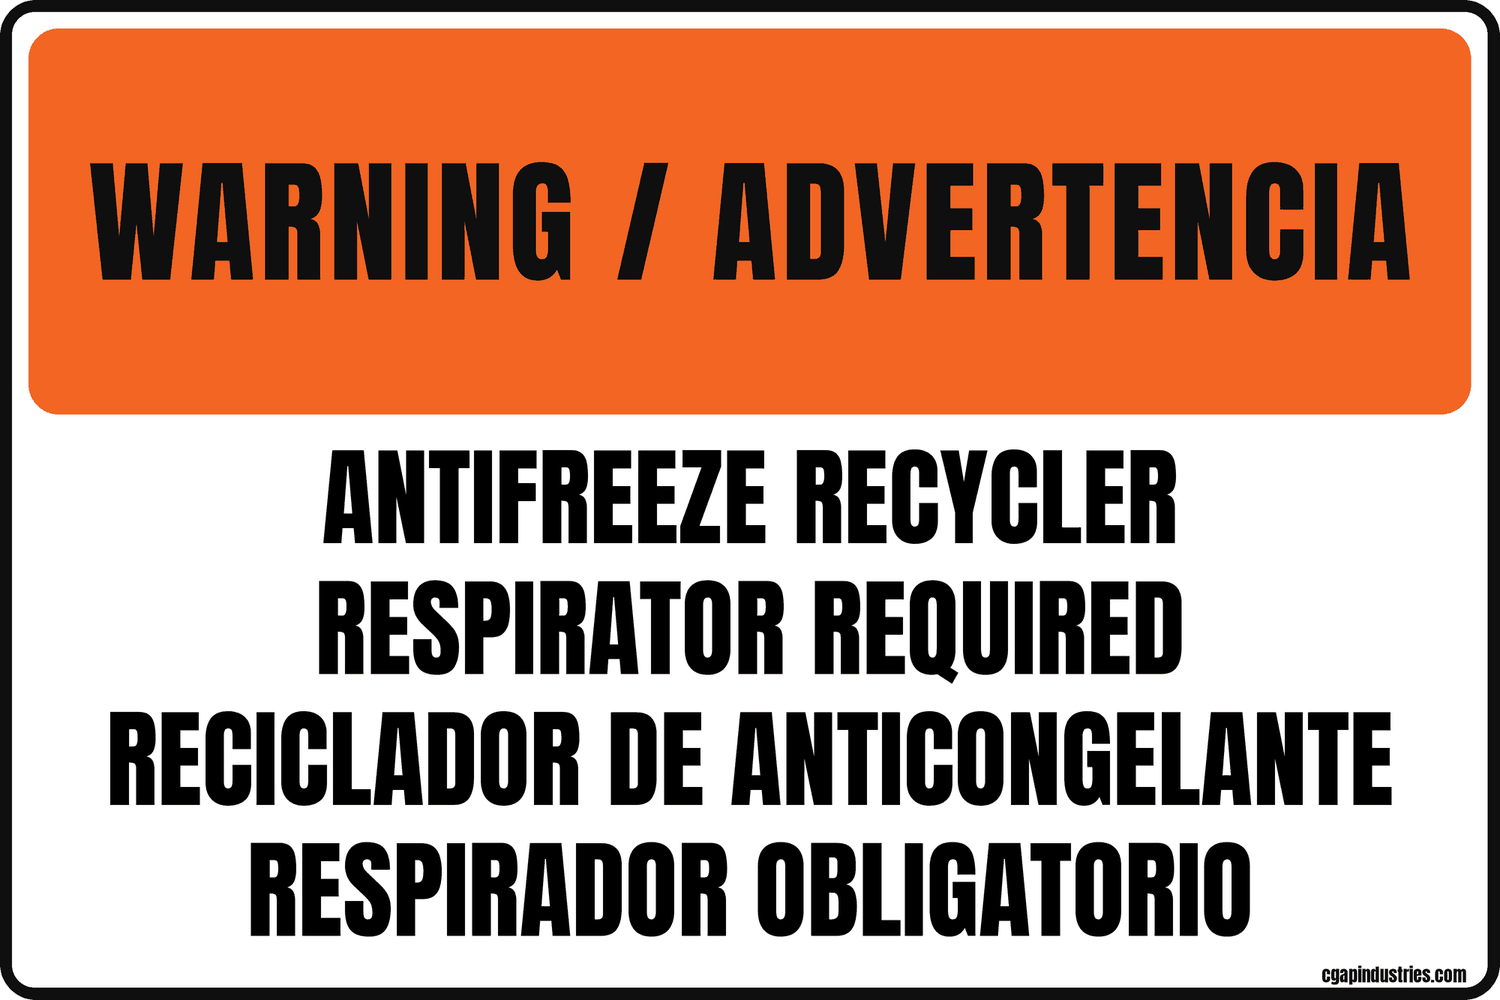 WARNING / ADVERTENCIA
ANTIFREEZE RECYCLER
RESPIRATOR REQUIRED
RECICLADOR DE ANTICONGELANTE
RESPIRADOR OBLIGATORIO
cgapindustries.com